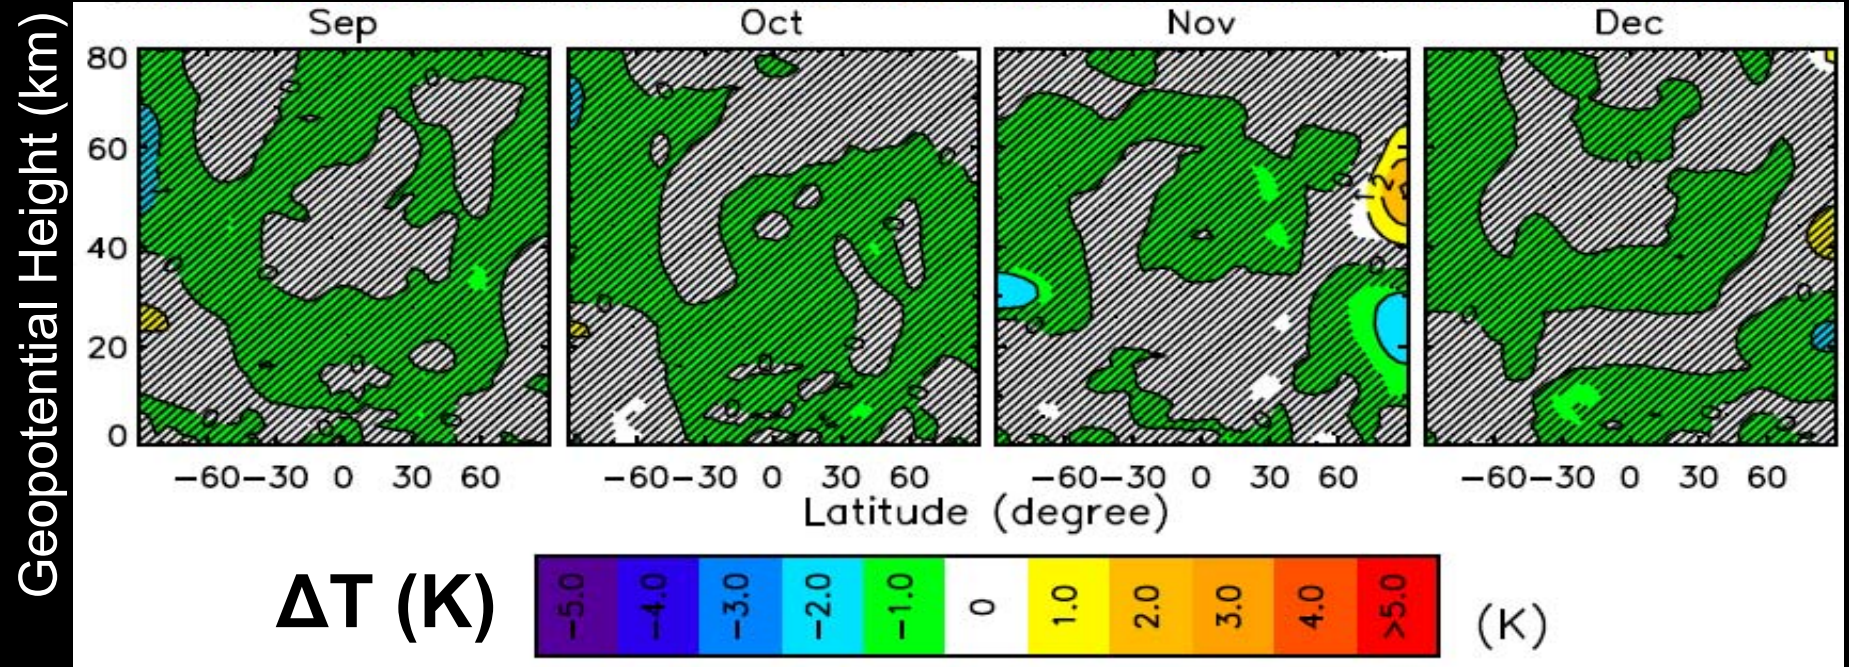 Geopotential Height (km)
Sep Oct Nov Dec
80
60
40
20
0
−60−30 0 30 60 −60−30 0 30 60 −60−30 0 30 60 −60−30 0 30 60
Latitude (degree)
ΔT (K)
−5.0 −4.0 −3.0 −2.0 −1.0 0 1.0 2.0 3.0 4.0 >5.0
(K)